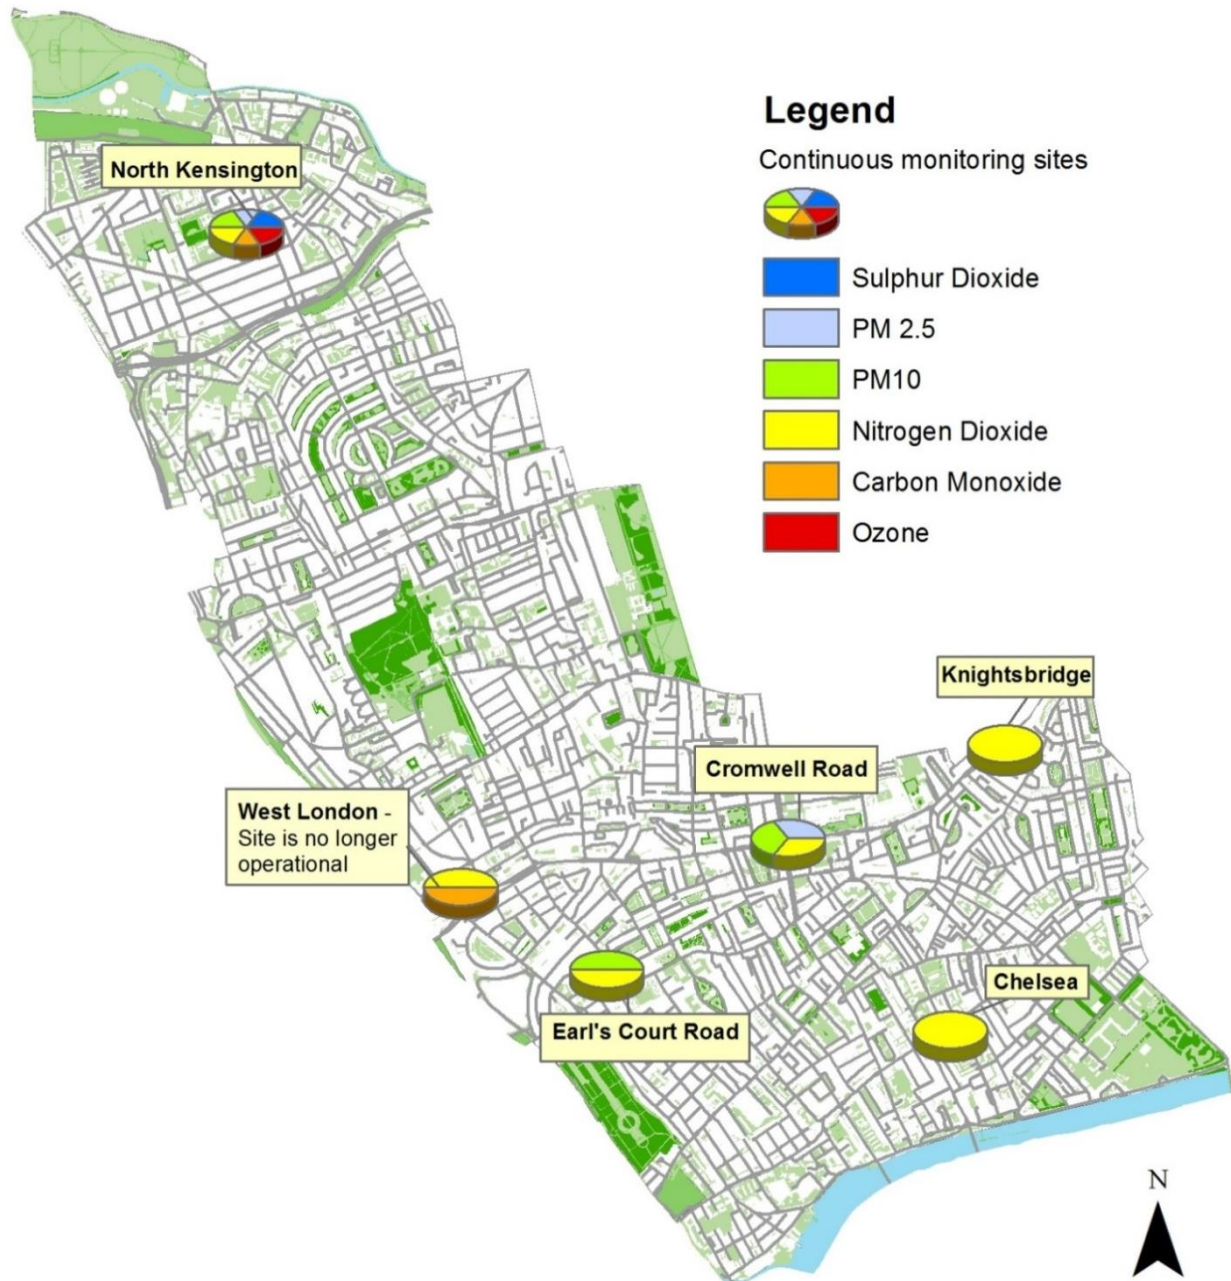 Legend
Continuous monitoring sites
Sulphur Dioxide
PM 2.5
PM10
Nitrogen Dioxide
Carbon Monoxide
Ozone
North Kensington
Knightsbridge
Cromwell Road
West London -
Site is no longer
operational
Chelsea
Earl's Court Road
N